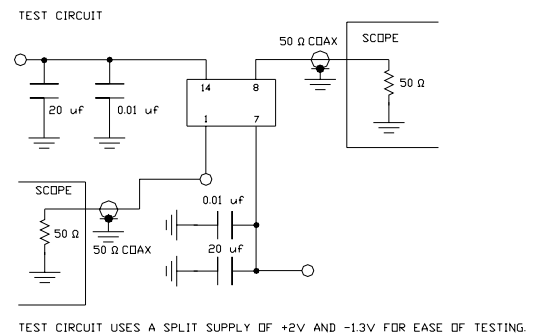 TEST CIRCUIT
50 Ω COAX
SCOPE
50 Ω
14
8
20 uf
0.01 uf
1
7
SCOPE
0.01 uf
50 Ω
50 Ω COAX
20 uf
TEST CIRCUIT USES A SPLIT SUPPLY OF +2V AND -1.3V FOR EASE OF TESTING.